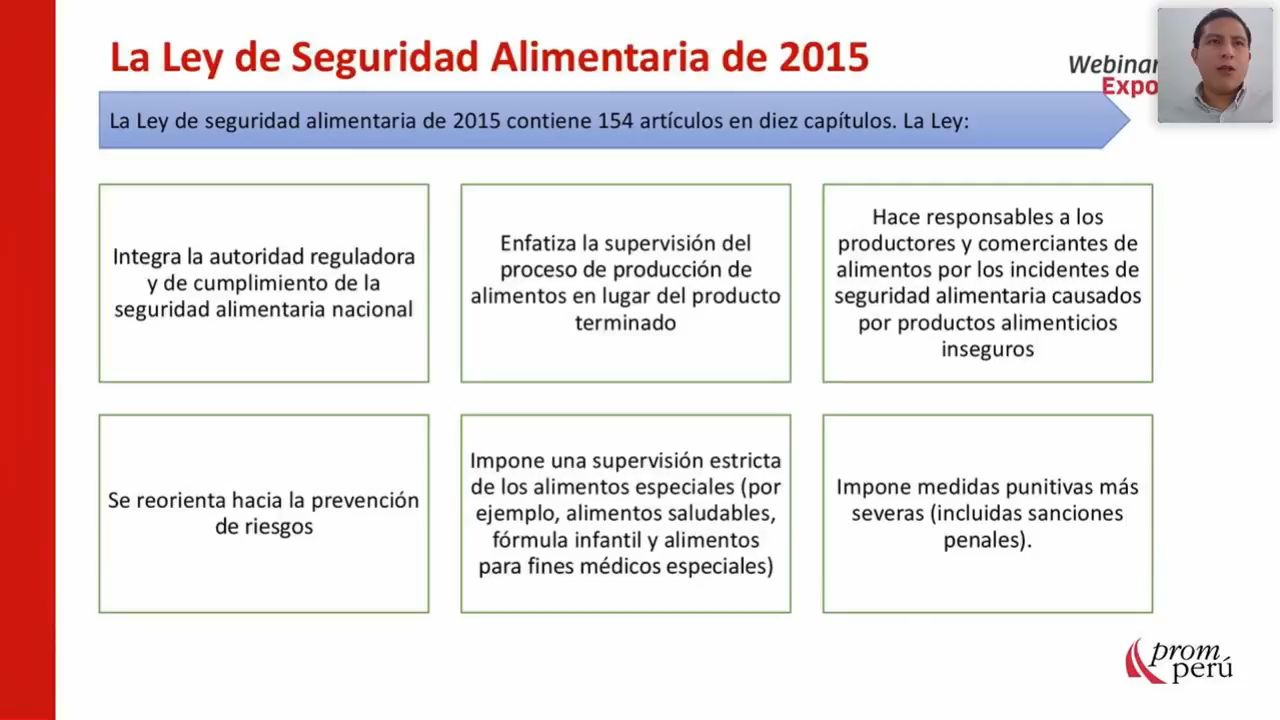 La Ley de Seguridad Alimentaria de 2015
Webinar
Expo
La Ley de seguridad alimentaria de 2015 contiene 154 artículos en diez capítulos. La Ley:
Integra la autoridad reguladora
y de cumplimiento de la
seguridad alimentaria nacional
Enfatiza la supervisión del
proceso de producción de
alimentos en lugar del producto
terminado
Hace responsables a los
productores y comerciantes de
alimentos por los incidentes de
seguridad alimentaria causados
por productos alimenticios
inseguros
Se reorienta hacia la prevención
de riesgos
Impone una supervisión estricta
de los alimentos especiales (por
ejemplo, alimentos saludables,
fórmula infantil y alimentos
para fines médicos especiales)
Impone medidas punitivas más
severas (incluidas sanciones
penales).
prom
perú